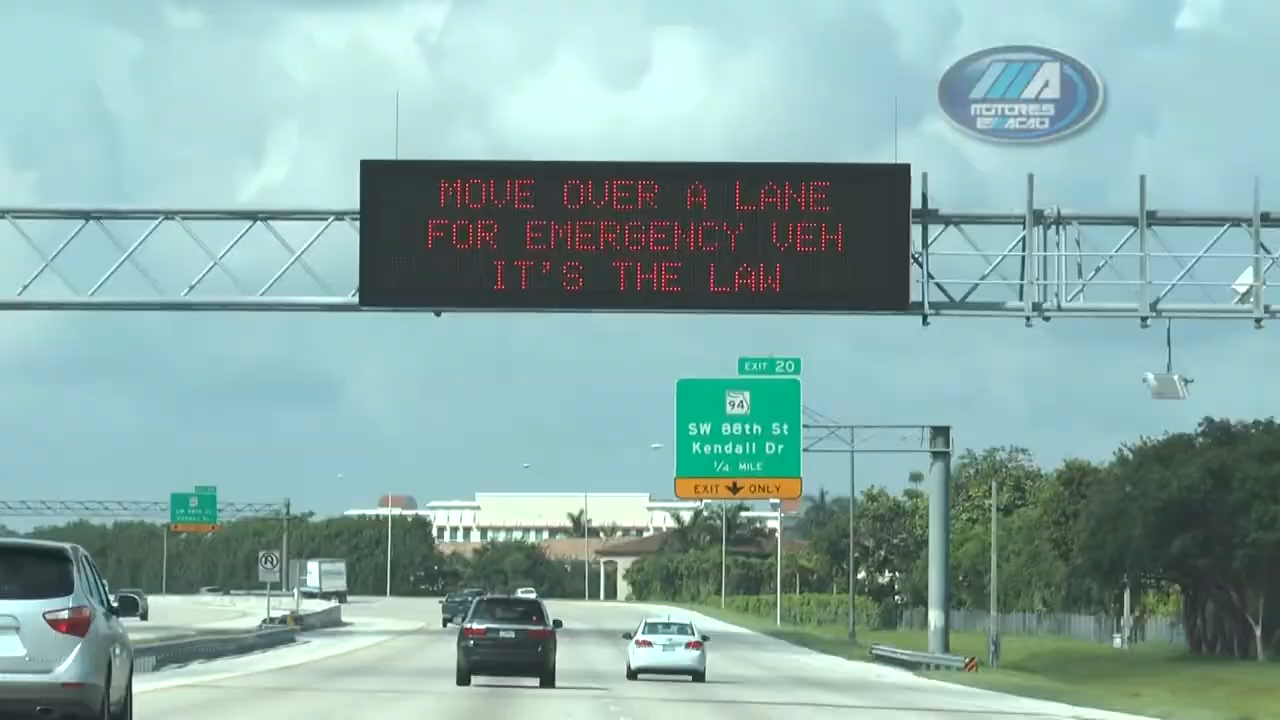 MOVE OVER A LANE
FOR EMERGENCY VEH
IT'S THE LAW
MOTORES
EXIT 20
94
SW 88th St
Kendall Dr
1/4 MILE
EXIT ONLY